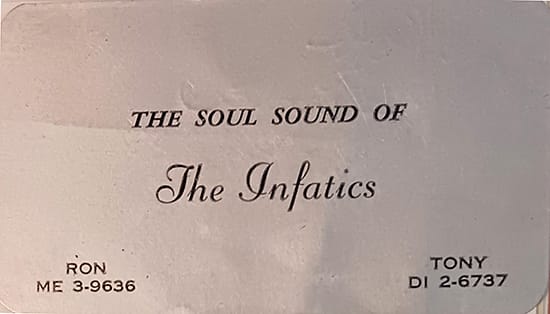 THE SOUL SOUND OF
The Infatics
RON
ME 3-9636
TONY
DI 2-6737